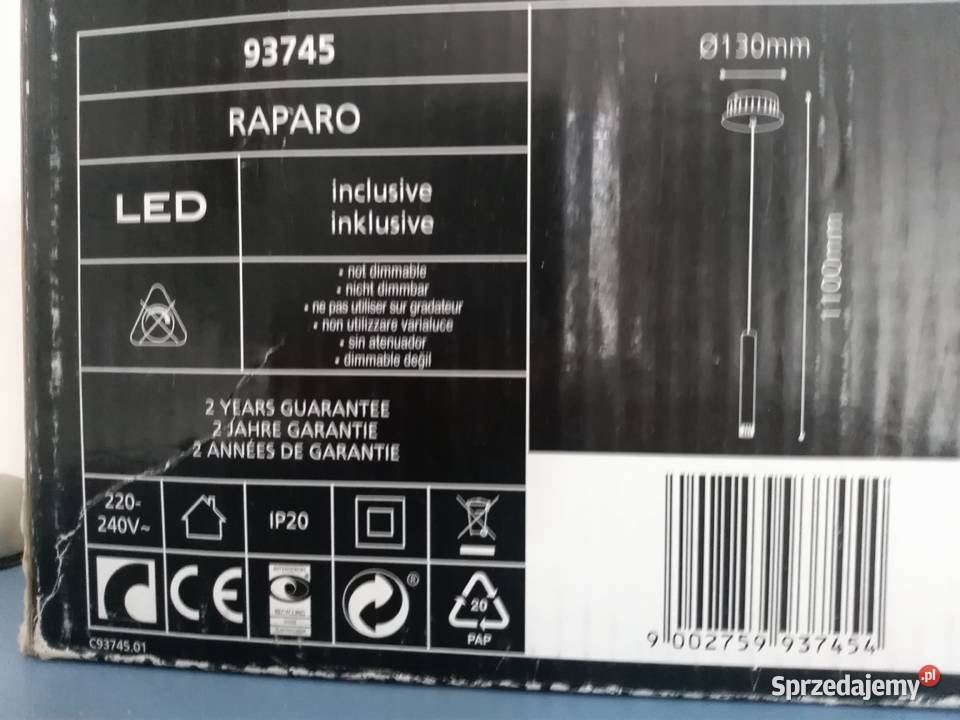 93745
RAPARO
LED
inclusive
inklusive
• not dimmable
• nicht dimmbar
• ne pas utiliser sur gradateur
• non utilizzare varialuce
• sin atenuador
• dimmable değil
2 YEARS GUARANTEE
2 JAHRE GARANTIE
2 ANNÉES DE GARANTIE
220-
240V~
IP20
CE
®
20
PAP
C93745.01
Ø130mm
1100mm
9 002759 937454
Sprzedajemy.pl